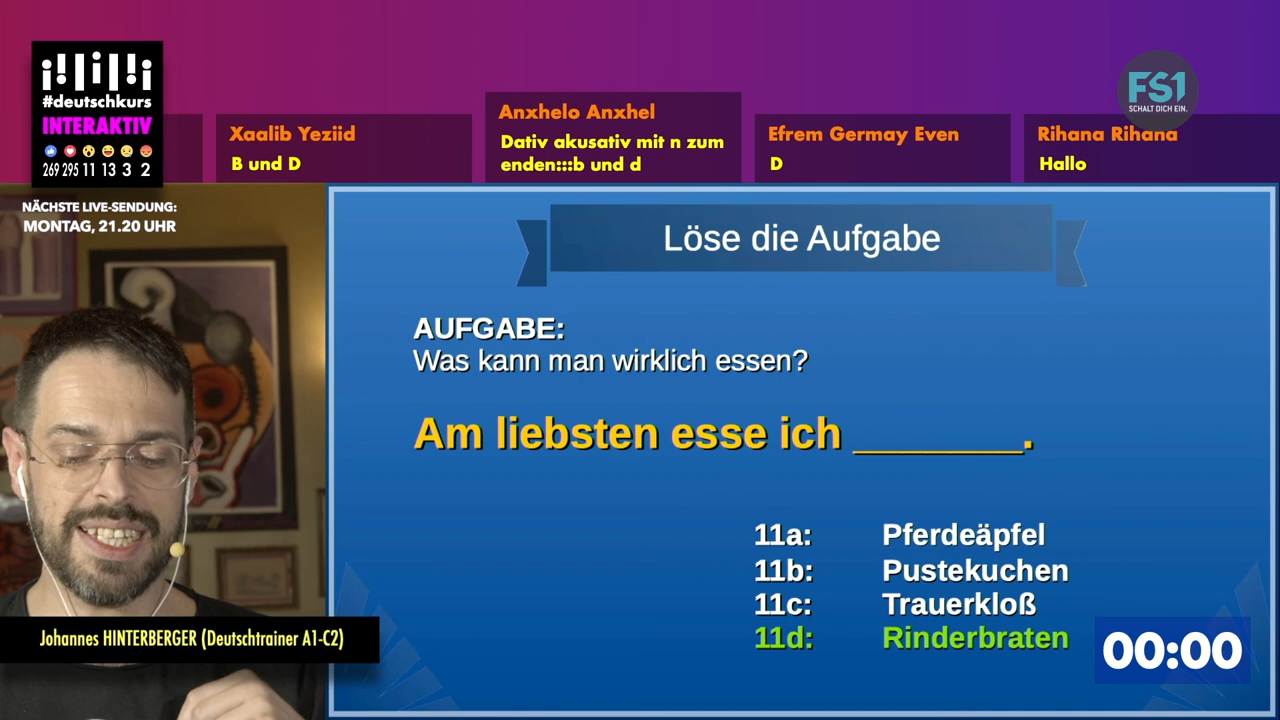 #deutschkurs
INTERAKTIV
269 295 11 13 3 2
NÄCHSTE LIVE-SENDUNG:
MONTAG, 21.20 UHR
Xaalib Yeziid
B und D
Anxhelo Anxhel
Dativ akusativ mit n zum
enden:::b und d
Efrem Germay Even
D
Rihana Rihana
Hallo
FS1
SCHALT DICH EIN.
Löse die Aufgabe
AUFGABE:
Was kann man wirklich essen?
Am liebsten esse ich _______.
11a: Pferdeäpfel
11b: Pustekuchen
11c: Trauerkloß
11d: Rinderbraten
00:00
Johannes HINTERBERGER (Deutschtrainer A1-C2)